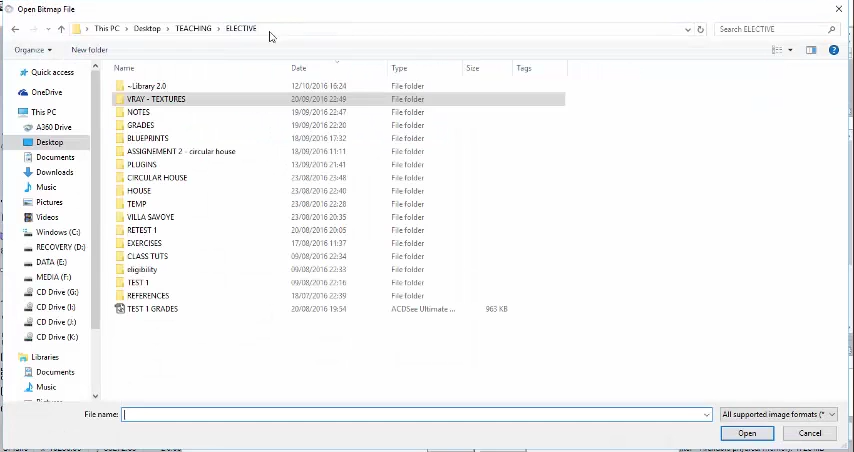 Open Bitmap File
This PC > Desktop > TEACHING > ELECTIVE
Search ELECTIVE
Organize New folder
Name Date Type Size Tags
~Library 2.0 12/10/2016 16:24 File folder
VRAY - TEXTURES 20/09/2016 22:49 File folder
NOTES 19/09/2016 22:47 File folder
GRADES 19/09/2016 22:20 File folder
BLUEPRINTS 18/09/2016 17:32 File folder
ASSIGNEMENT 2 - circular house 18/09/2016 11:11 File folder
PLUGINS 13/09/2016 21:41 File folder
CIRCULAR HOUSE 23/08/2016 23:48 File folder
HOUSE 23/08/2016 22:40 File folder
TEMP 23/08/2016 22:28 File folder
VILLA SAVOYE 23/08/2016 20:35 File folder
RETEST 1 20/08/2016 20:05 File folder
EXERCISES 17/08/2016 11:37 File folder
CLASS TUTS 09/08/2016 22:34 File folder
eligibility 09/08/2016 22:33 File folder
TEST 1 09/08/2016 22:16 File folder
REFERENCES 18/07/2016 22:39 File folder
TEST 1 GRADES 20/08/2016 19:54 ACDSee Ultimate ... 963 KB
Quick access
OneDrive
This PC
A360 Drive
Desktop
Documents
Downloads
Music
Pictures
Videos
Windows (C:)
RECOVERY (D:)
DATA (E:)
MEDIA (F:)
CD Drive (G:)
CD Drive (I:)
CD Drive (J:)
CD Drive (K:)
Libraries
Documents
Music
File name: All supported image formats (*
Open Cancel